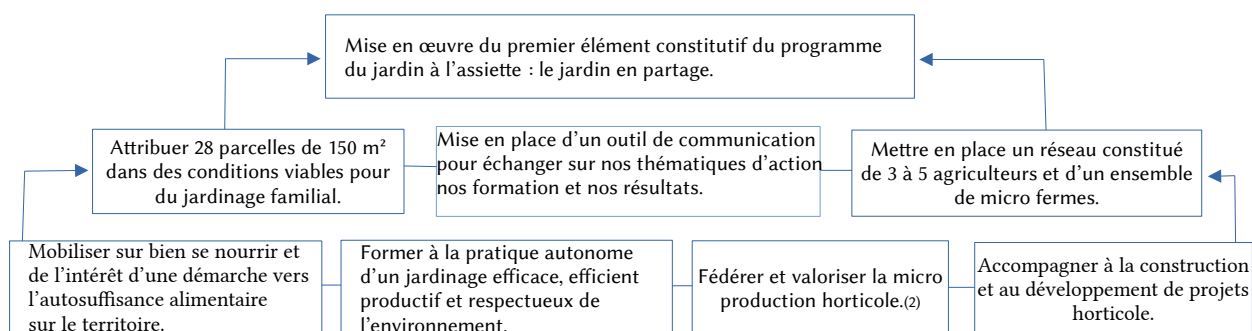 Mise en œuvre du premier élément constitutif du programme
du jardin à l’assiette : le jardin en partage.
Attribuer 28 parcelles de 150 m²
dans des conditions viables pour
du jardinage familial.
Mise en place d’un outil de communication
pour échanger sur nos thématiques d’action
nos formation et nos résultats.
Mettre en place un réseau constitué
de 3 à 5 agriculteurs et d’un ensemble
de micro fermes.
Mobiliser sur bien se nourrir et
de l’intérêt d’une démarche vers
l’autosuffisance alimentaire
sur le territoire.
Former à la pratique autonome
d’un jardinage efficace, efficient
productif et respectueux de
l’environnement.
Fédérer et valoriser la micro
production horticole.(2)
Accompagner à la construction
et au développement de projets
horticole.